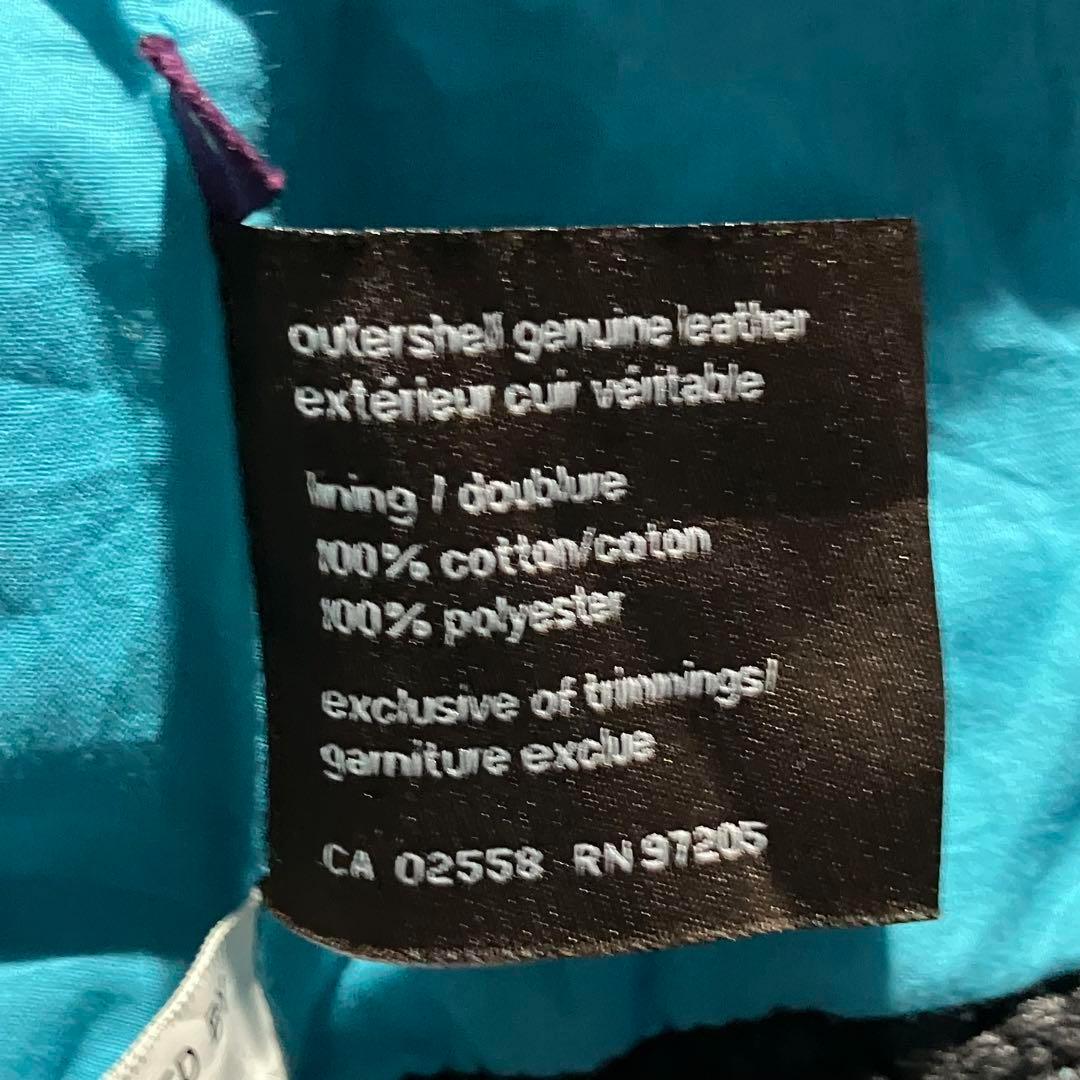 outershell genuine leather
extérieur cuir véritable
lining / doublure
100% cotton/coton
100% polyester
exclusive of trimmings/
garniture exclue
CA 02558 RN 97205
BY